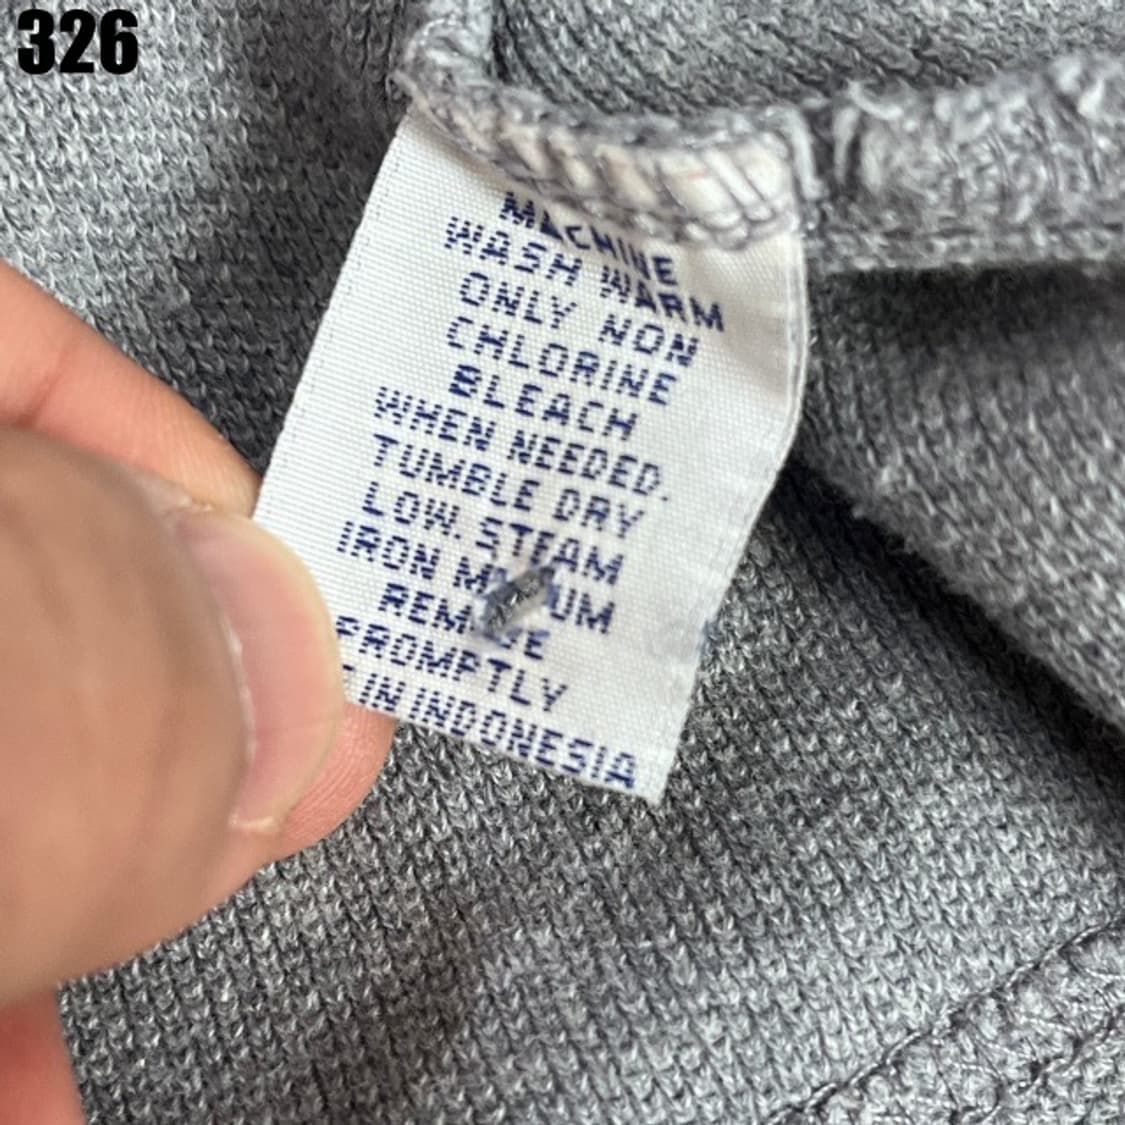 326
MACHINE
WASH WARM
ONLY NON
CHLORINE
BLEACH
WHEN NEEDED.
TUMBLE DRY
LOW. STEAM
IRON
PROMPTLY
IN INDONESIA